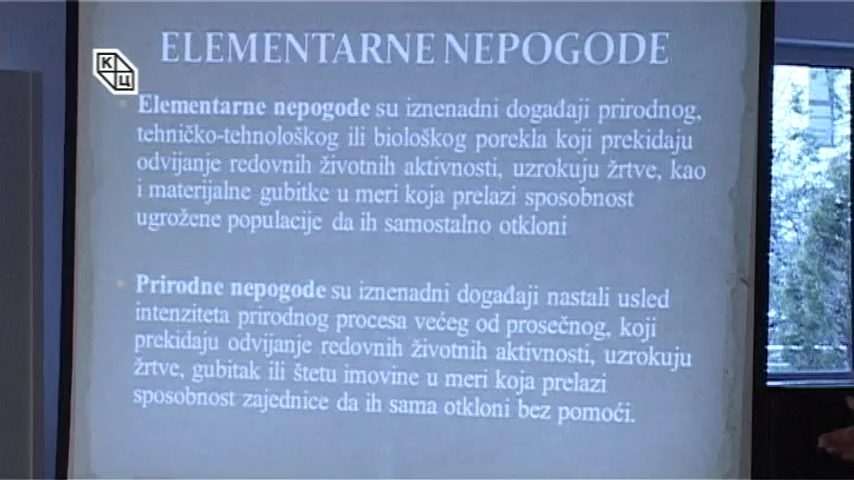 ELEMENTARNE NEPOGODE
КЦ
Elementarne nepogode su iznenadni događaji prirodnog,
tehničko-tehnološkog ili biološkog porekla koji prekidaju
odvijanje redovnih životnih aktivnosti, uzrokuju žrtve, kao
i materijalne gubitke u meri koja prelazi sposobnost
ugrožene populacije da ih samostalno otkloni
Prirodne nepogode su iznenadni događaji nastali usled
intenziteta prirodnog procesa većeg od prosečnog, koji
prekidaju odvijanje redovnih životnih aktivnosti, uzrokuju
žrtve, gubitak ili štetu imovine u meri koja prelazi
sposobnost zajednice da ih sama otkloni bez pomoći.